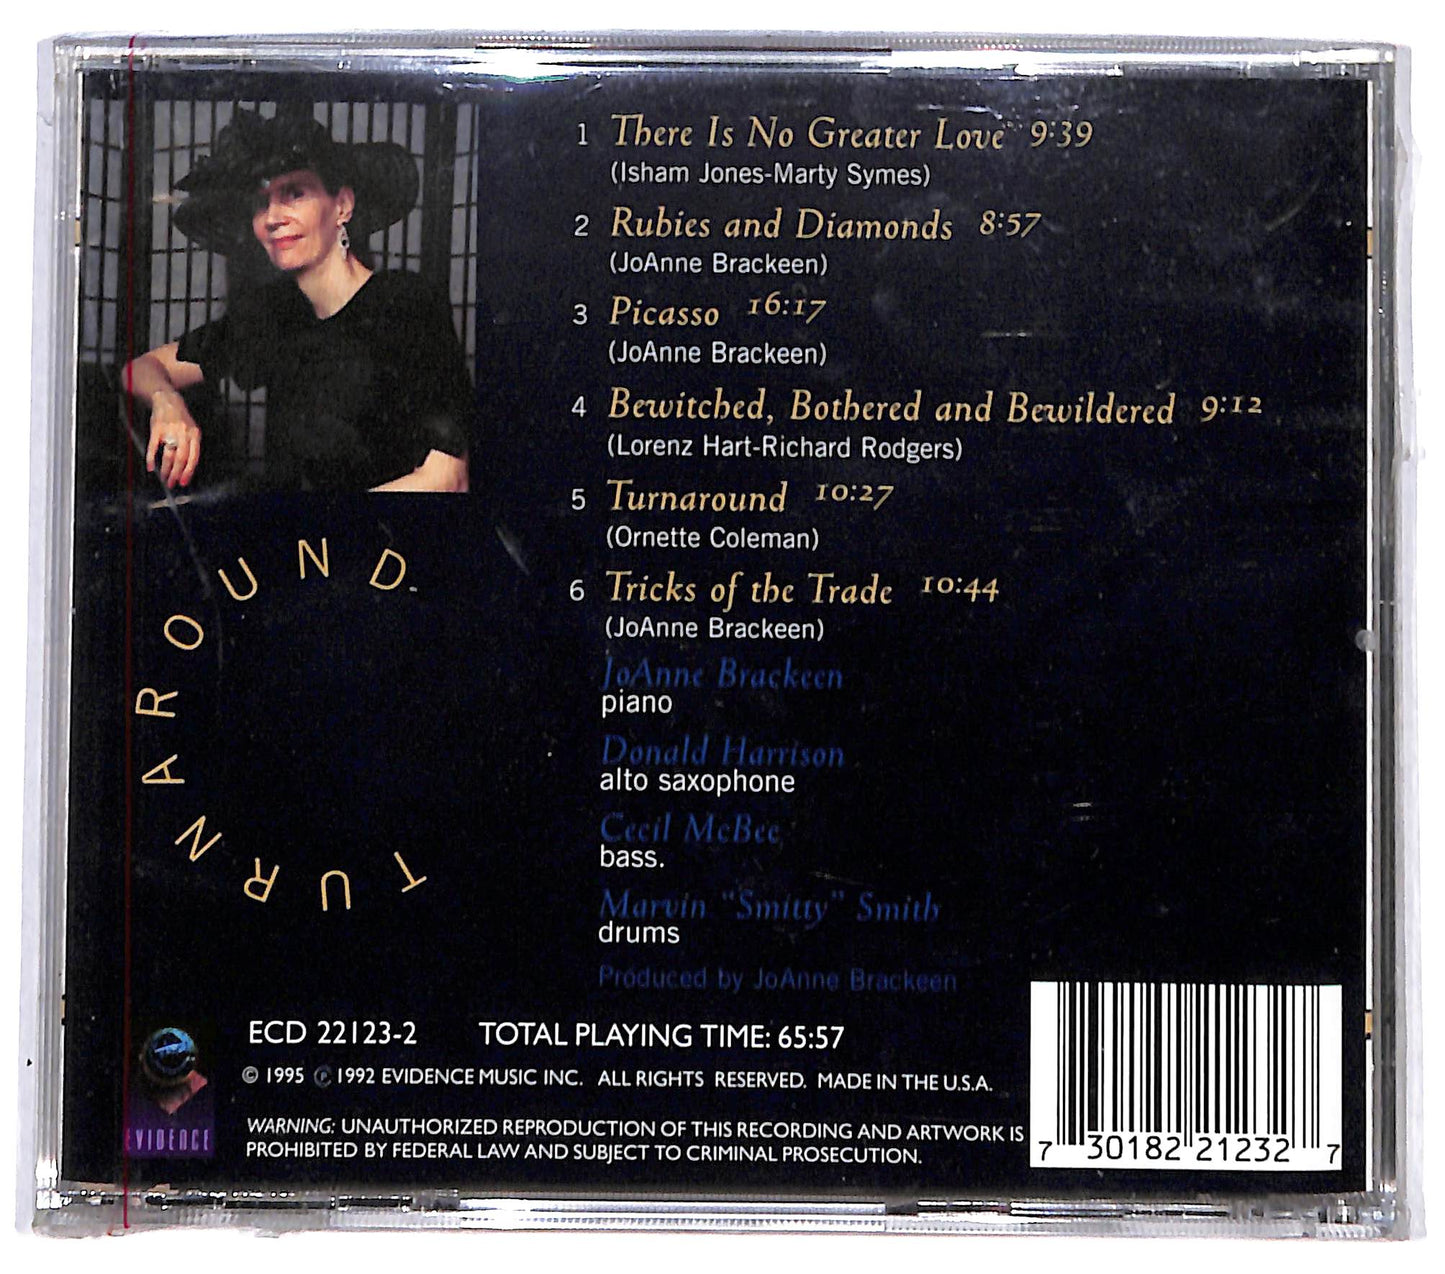 1 There Is No Greater Love 9:39
(Isham Jones-Marty Symes)
2 Rubies and Diamonds 8:57
(JoAnne Brackeen)
3 Picasso 16:17
(JoAnne Brackeen)
4 Bewitched, Bothered and Bewildered 9:12
(Lorenz Hart-Richard Rodgers)
5 Turnaround 10:27
(Ornette Coleman)
6 Tricks of the Trade 10:44
(JoAnne Brackeen)
JoAnne Brackeen
piano
Donald Harrison
alto saxophone
Cecil McBee
bass.
Marvin "Smitty" Smith
drums
Produced by JoAnne Brackeen
TURNAROUND
ECD 22123-2 TOTAL PLAYING TIME: 65:57
© 1995 ℗ 1992 EVIDENCE MUSIC INC. ALL RIGHTS RESERVED. MADE IN THE U.S.A.
WARNING: UNAUTHORIZED REPRODUCTION OF THIS RECORDING AND ARTWORK IS
PROHIBITED BY FEDERAL LAW AND SUBJECT TO CRIMINAL PROSECUTION.
EVIDENCE
7 30182 21232 7